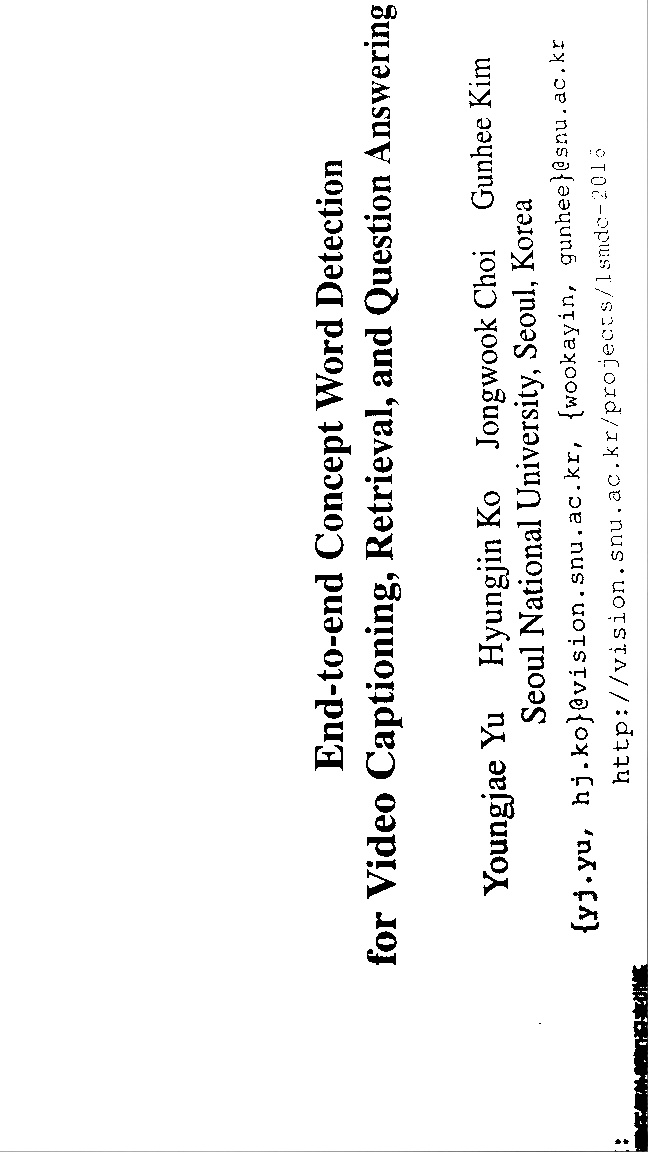 End-to-end Concept Word Detection
for Video Captioning, Retrieval, and Question Answering
Youngjae Yu Hyungjin Ko Jongwook Choi Gunhee Kim
Seoul National University, Seoul, Korea
{yj.yu, hj.ko}@vision.snu.ac.kr, {wookayin, gunhee}@snu.ac.kr
http://vision.snu.ac.kr/projects/lsmdc-2016